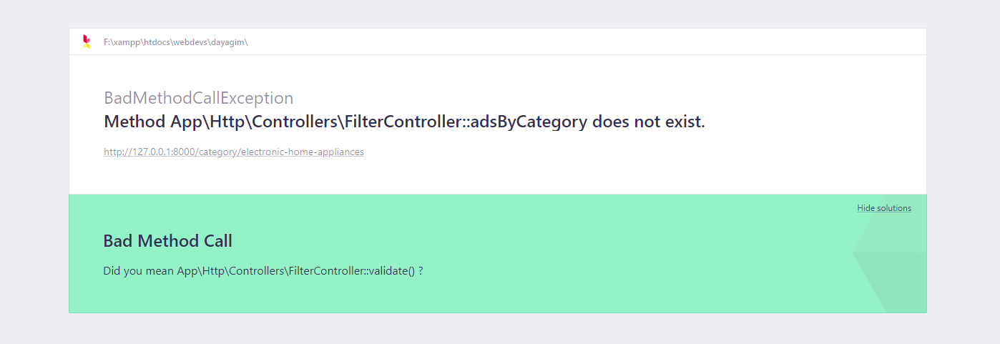 F:\xampp\htdocs\webdevs\dayagim\
BadMethodCallException
Method App\Http\Controllers\FilterController::adsByCategory does not exist.
http://127.0.0.1:8000/category/electronic-home-appliances
Hide solutions
Bad Method Call
Did you mean App\Http\Controllers\FilterController::validate() ?